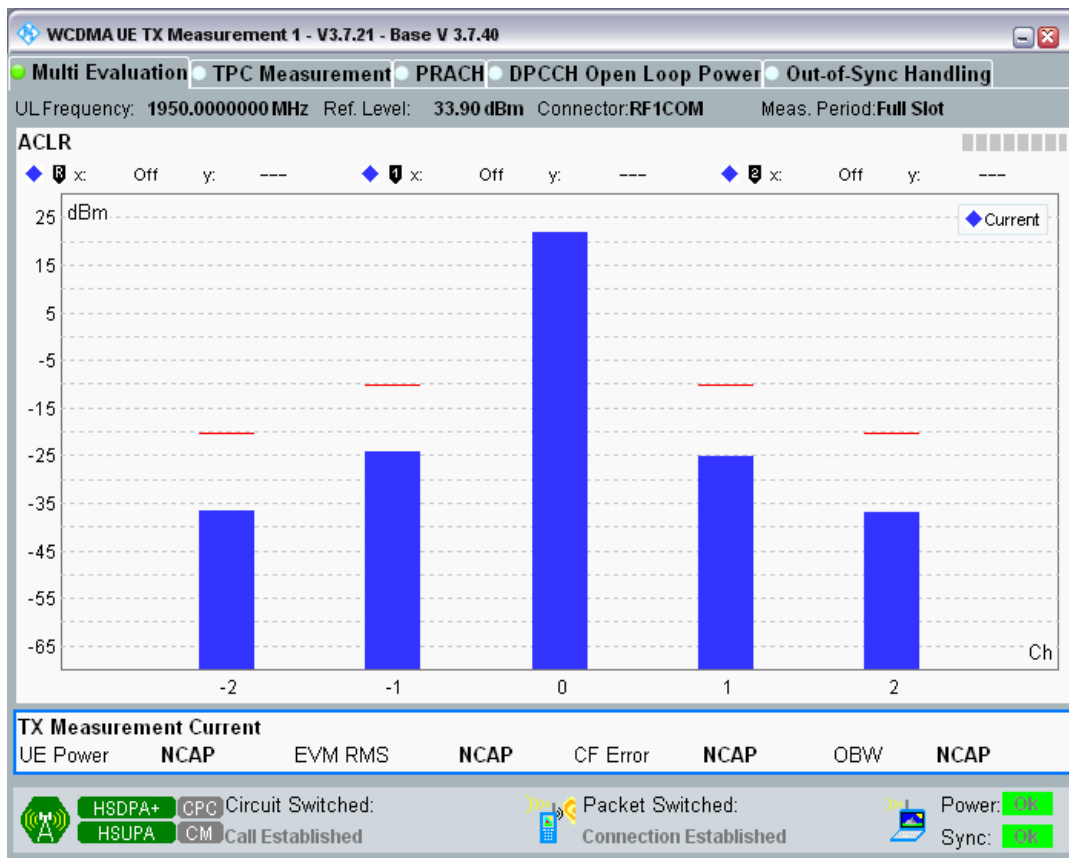 WCDMA UE TX Measurement 1 - V3.7.21 - Base V 3.7.40
Multi Evaluation TPC Measurement PRACH DPCCH Open Loop Power Out-of-Sync Handling
UL Frequency: 1950.0000000 MHz Ref. Level: 33.90 dBm Connector:RF1COM Meas. Period:Full Slot
ACLR
R x: Off y: --- 1 x: Off y: --- 2 x: Off y: ---
dBm
Current
25
15
5
-5
-15
-25
-35
-45
-55
-65
Ch
-2 -1 0 1 2
TX Measurement Current
UE Power NCAP EVM RMS NCAP CF Error NCAP OBW NCAP
HSDPA+ CPC Circuit Switched: Packet Switched: Power: Ok
HSUPA CM Call Established Connection Established Sync: Ok